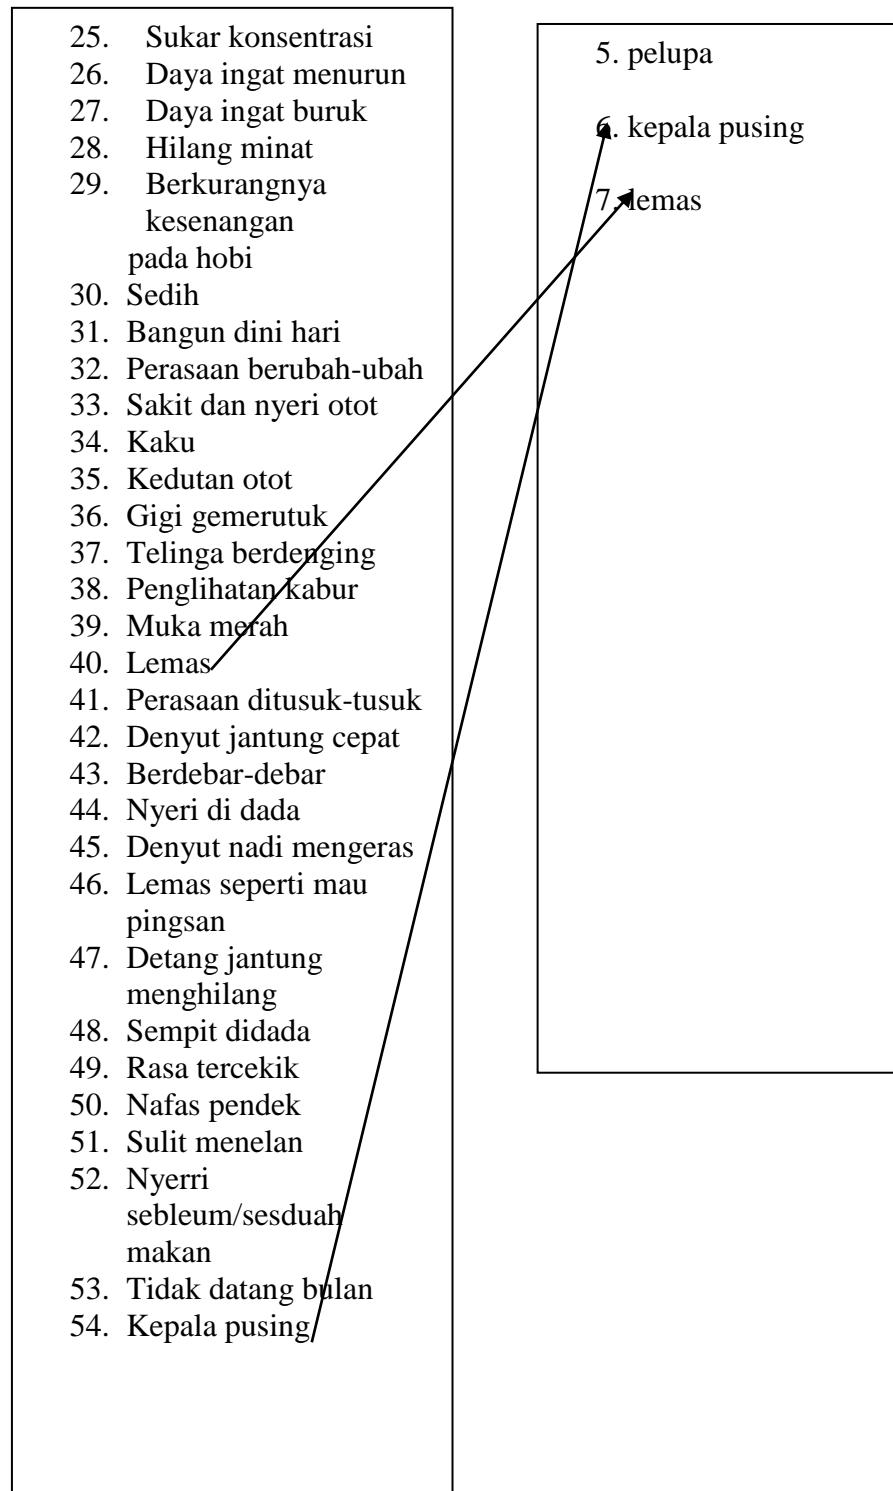 25. Sukar konsentrasi
26. Daya ingat menurun
27. Daya ingat buruk
28. Hilang minat
29. Berkurangnya
kesenangan
pada hobi
30. Sedih
31. Bangun dini hari
32. Perasaan berubah-ubah
33. Sakit dan nyeri otot
34. Kaku
35. Kedutan otot
36. Gigi gemerutuk
37. Telinga berdenging
38. Penglihatan kabur
39. Muka merah
40. Lemas
41. Perasaan ditusuk-tusuk
42. Denyut jantung cepat
43. Berdebar-debar
44. Nyeri di dada
45. Denyut nadi mengeras
46. Lemas seperti mau
pingsan
47. Detang jantung
menghilang
48. Sempit didada
49. Rasa tercekik
50. Nafas pendek
51. Sulit menelan
52. Nyerri
sebleum/sesduah
makan
53. Tidak datang bulan
54. Kepala pusing
5. pelupa
6. kepala pusing
7. lemas